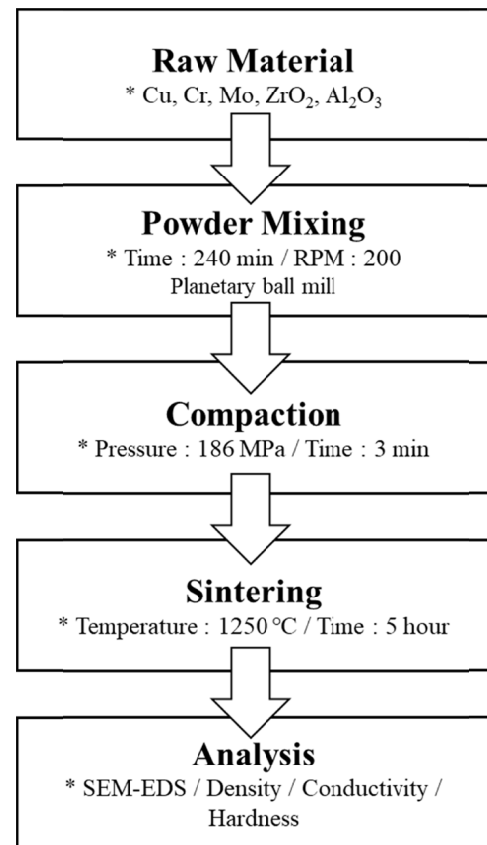 Raw Material
* Cu, Cr, Mo, ZrO₂, Al₂O₃
Powder Mixing
* Time : 240 min / RPM : 200
Planetary ball mill
Compaction
* Pressure : 186 MPa / Time : 3 min
Sintering
* Temperature : 1250 ℃ / Time : 5 hour
Analysis
* SEM-EDS / Density / Conductivity /
Hardness